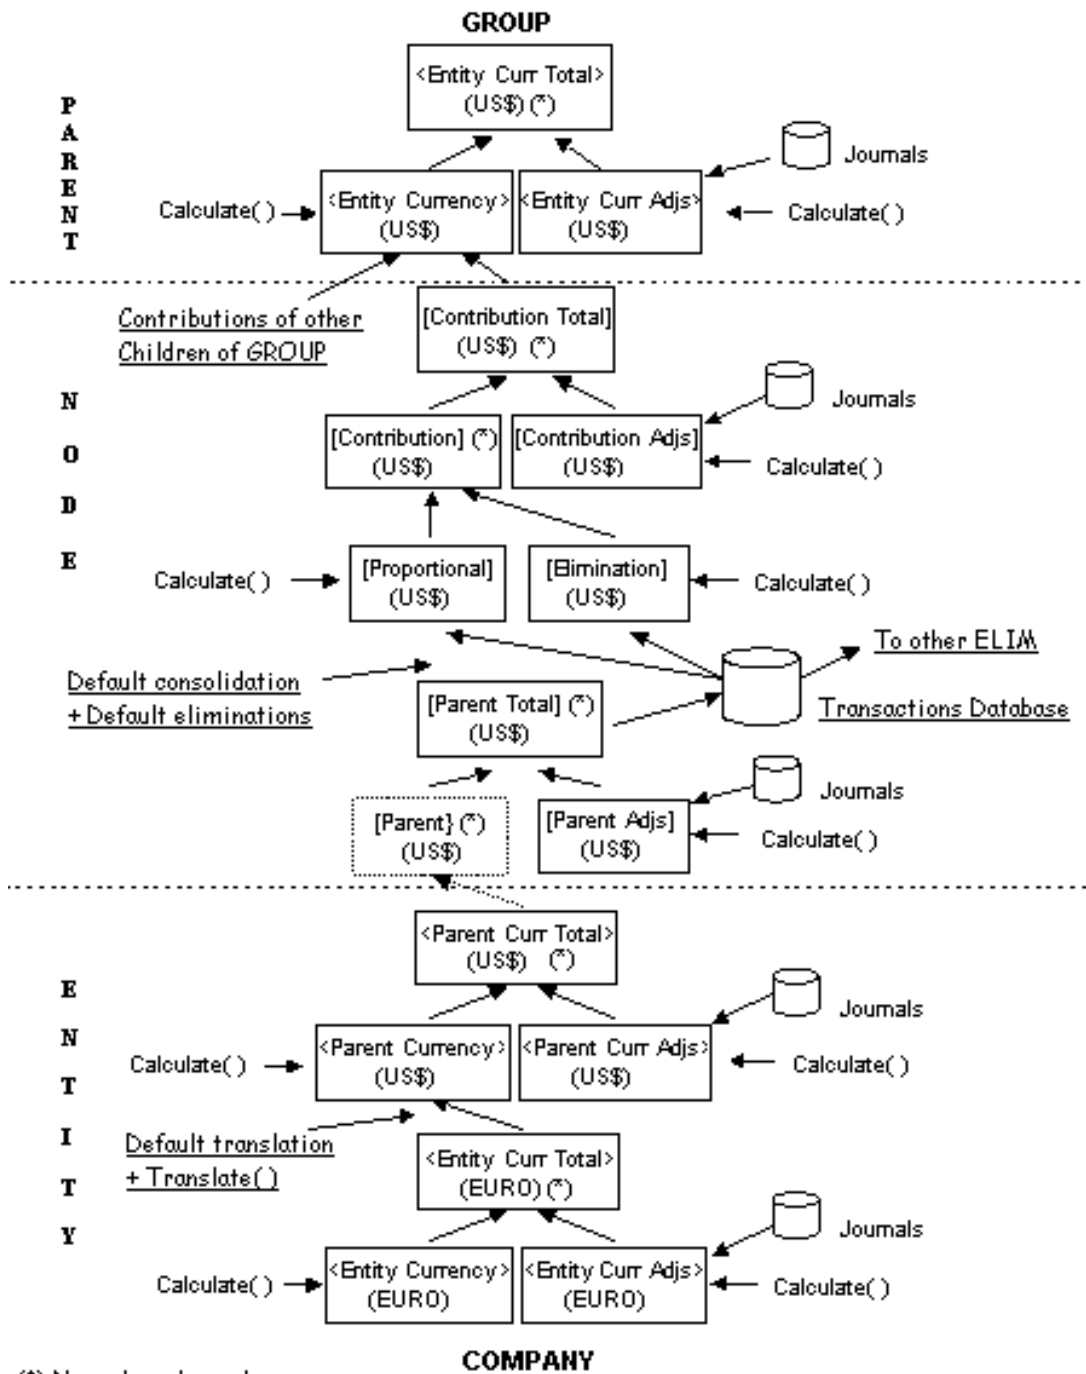 GROUP
<Entity Curr Total>
(US$) (*)
PARENT
Journals
<Entity Currency>
(US$)
<Entity Curr Adjs>
(US$)
Calculate( )
Calculate( )
Contributions of other
Children of GROUP
[Contribution Total]
(US$) (*)
NODE
Journals
[Contribution] (*)
(US$)
[Contribution Adjs]
(US$)
Calculate( )
Calculate( )
[Proportional]
(US$)
[Elimination]
(US$)
Calculate( )
To other ELIM
Default consolidation
+ Default eliminations
[Parent Total] (*)
(US$)
Transactions Database
Journals
[Parent} (*)
(US$)
[Parent Adjs]
(US$)
Calculate( )
<Parent Curr Total>
(US$) (*)
ENTITY
Journals
Calculate( )
<Parent Currency>
(US$)
<Parent Curr Adjs>
(US$)
Calculate( )
Default translation
+ Translate( )
<Entity Curr Total>
(EURO) (*)
Journals
Calculate( )
<Entity Currency>
(EURO)
<Entity Curr Adjs>
(EURO)
Calculate( )
COMPANY